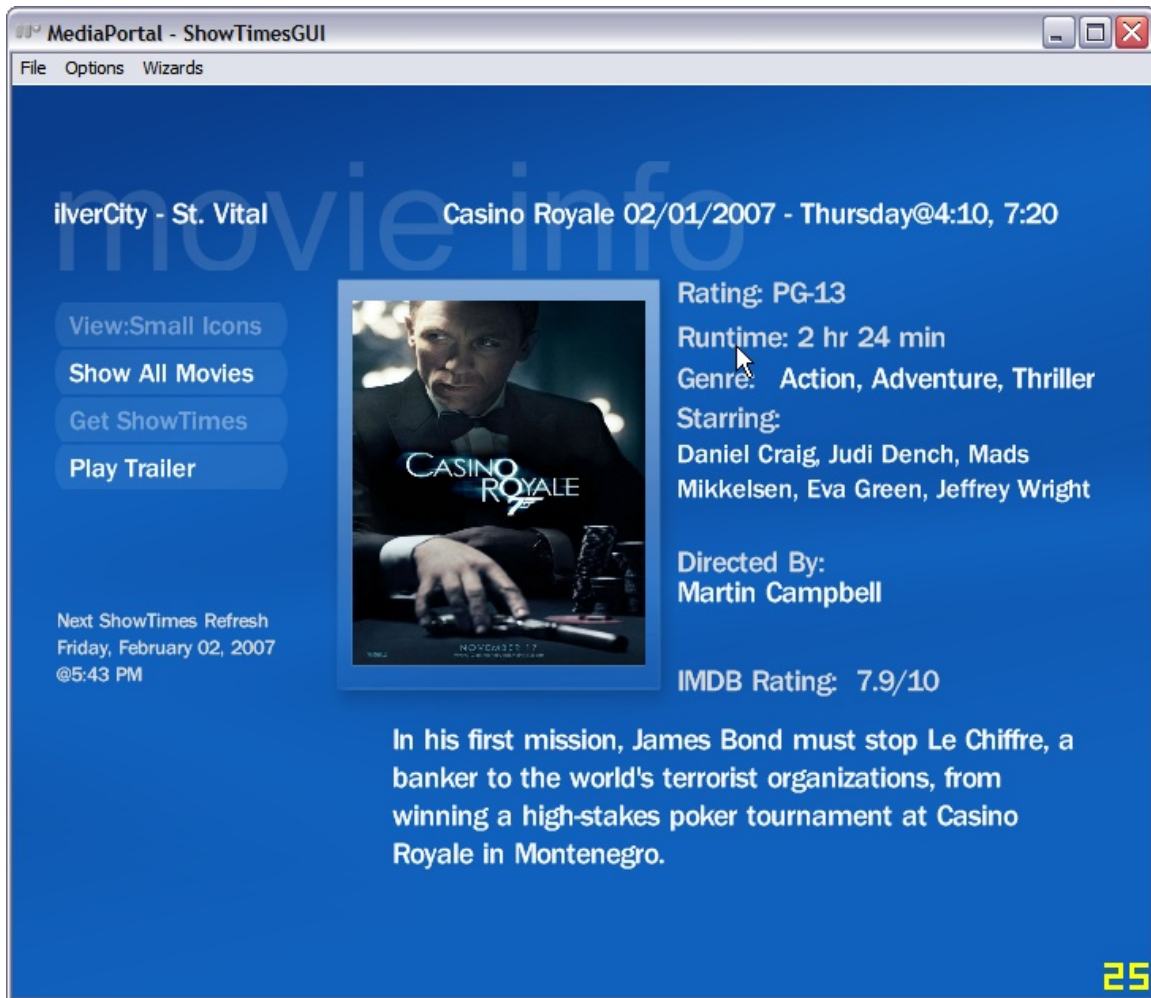 MediaPortal - ShowTimesGUI
File Options Wizards
movie info
ilverCity - St. Vital
Casino Royale 02/01/2007 - Thursday@4:10, 7:20
View:Small Icons
Show All Movies
Get ShowTimes
Play Trailer
Next ShowTimes Refresh
Friday, February 02, 2007
@5:43 PM
CASINO
ROYALE
NOVEMBER 17
Rating: PG-13
Runtime: 2 hr 24 min
Genre: Action, Adventure, Thriller
Starring:
Daniel Craig, Judi Dench, Mads
Mikkelsen, Eva Green, Jeffrey Wright
Directed By:
Martin Campbell
IMDB Rating: 7.9/10
In his first mission, James Bond must stop Le Chiffre, a
banker to the world's terrorist organizations, from
winning a high-stakes poker tournament at Casino
Royale in Montenegro.
25